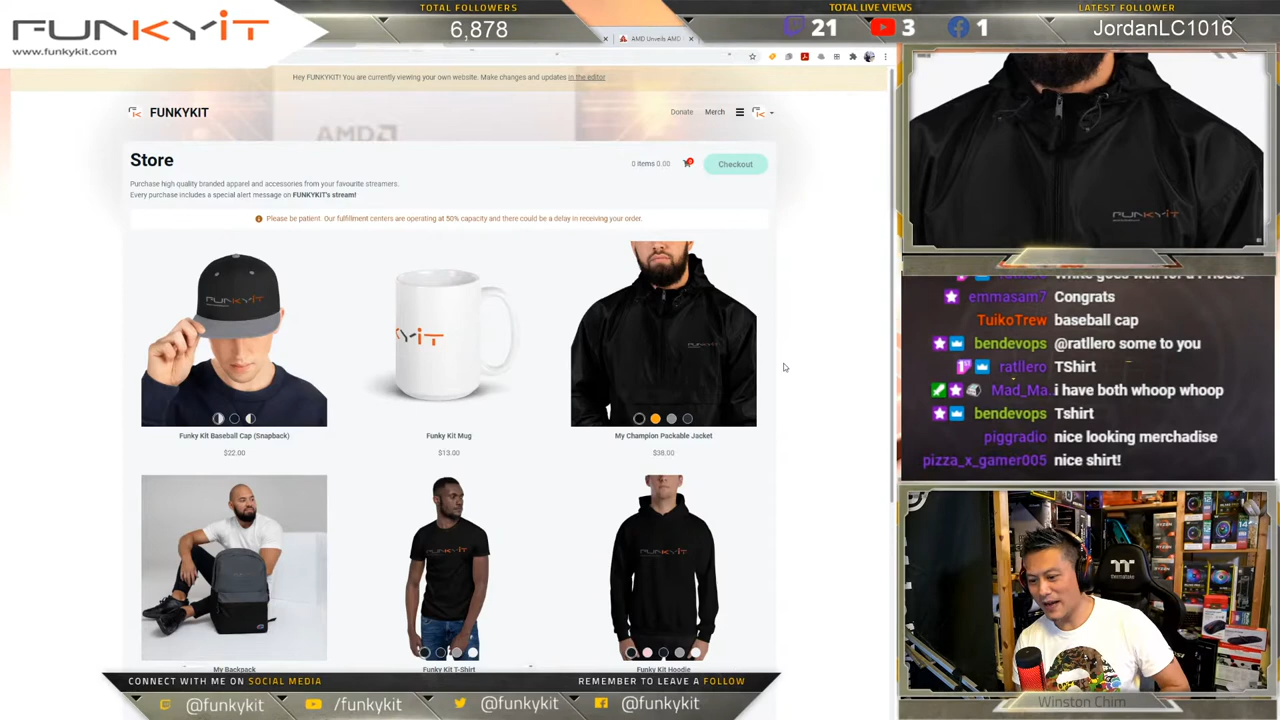 FUNKYiT
www.funkykit.com
TOTAL FOLLOWERS
6,878
TOTAL LIVE VIEWS
21
3
1
LATEST FOLLOWER
JordanLC1016
AMD Unveils AMD
Hey FUNKYKIT! You are currently viewing your own website. Make changes and updates in the editor
FUNKYKIT
Donate
Merch
AMD
Store
0 items 0.00
Checkout
Purchase high quality branded apparel and accessories from your favourite streamers.
Every purchase includes a special alert message on FUNKYKIT's stream!
Please be patient. Our fulfillment centers are operating at 50% capacity and there could be a delay in receiving your order.
Funky Kit Baseball Cap (Snapback)
$22.00
Funky Kit Mug
$13.00
My Champion Packable Jacket
$38.00
My Backpack
Funky Kit T-Shirt
Funky Kit Hoodie
FUNKYiT
emmasam7 Congrats
TuikoTrew baseball cap
bendevops @ratllero some to you
ratllero TShirt
Mad_Ma. i have both whoop whoop
bendevops Tshirt
piggradio nice looking merchadise
pizza_x_gamer005 nice shirt!
Winston Chim
CONNECT WITH ME ON SOCIAL MEDIA
REMEMBER TO LEAVE A FOLLOW
@funkykit
/funkykit
@funkykit
@funkykit